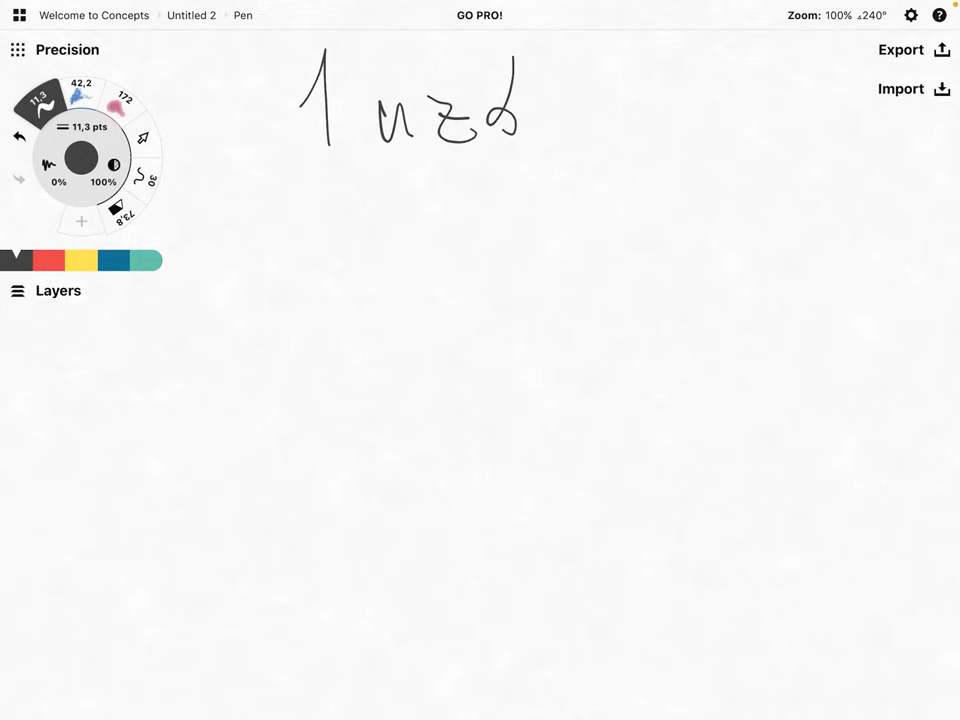 Welcome to Concepts › Untitled 2 › Pen GO PRO! Zoom: 100% ⊿240° ?
Precision Export
Import
1 nzd
11,3 42,2 172
11,3 pts
0% 100%
30
73,8
+
Layers